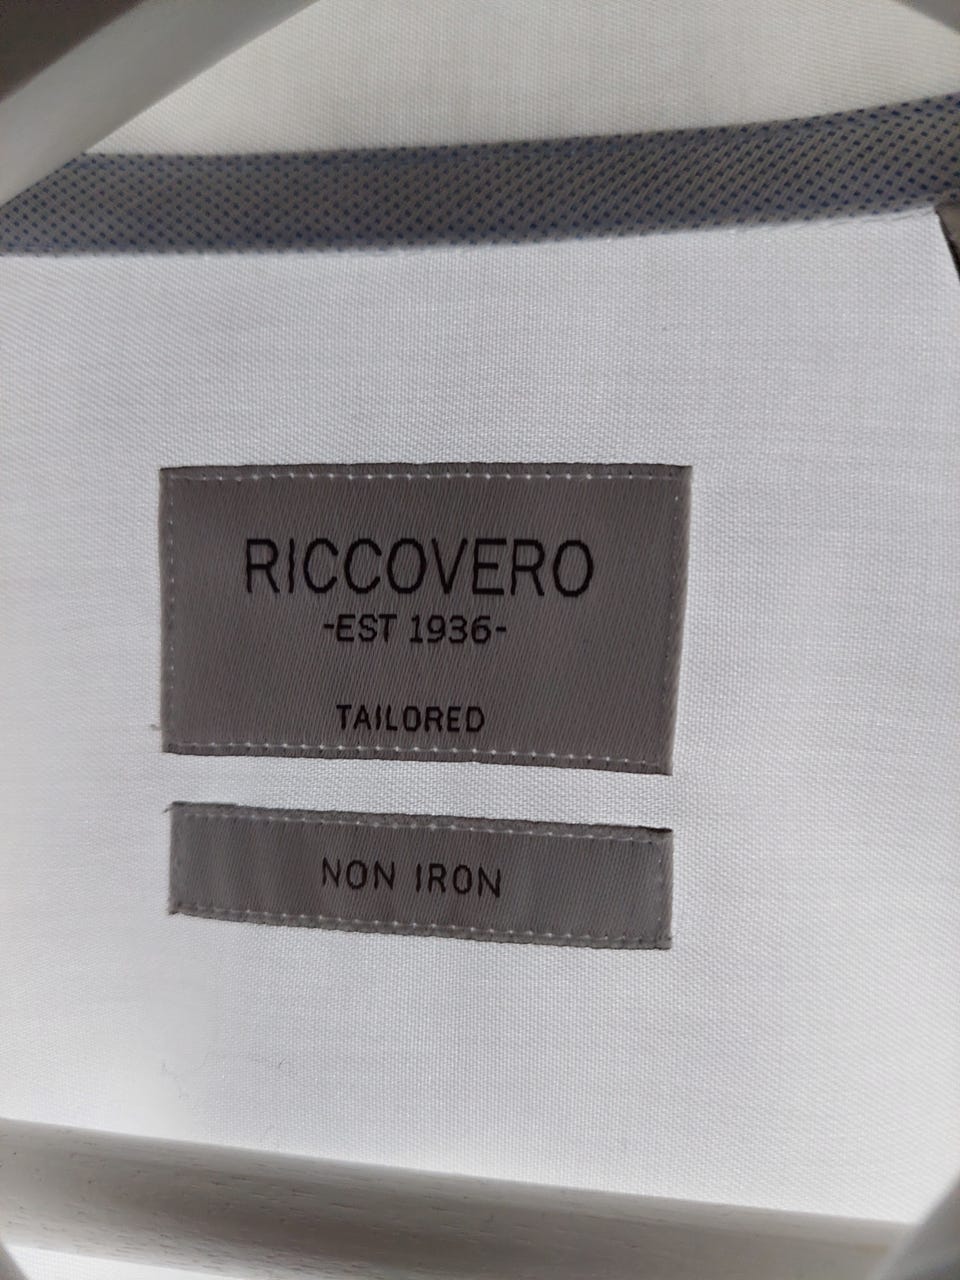 RICCOVERO
-EST 1936-
TAILORED
NON IRON